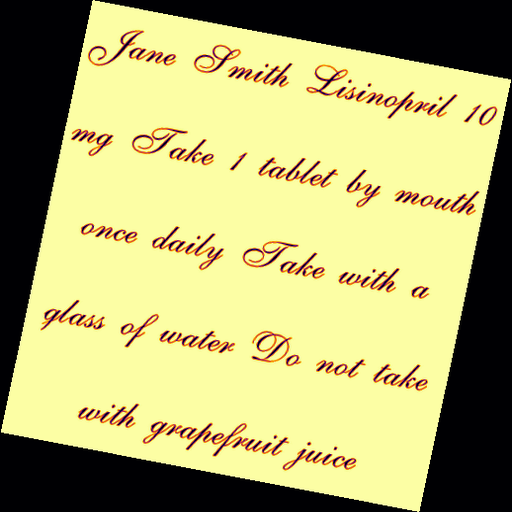 Jane Smith Lisinopril 10
mg Take 1 tablet by mouth
once daily Take with a
glass of water Do not take
with grapefruit juice